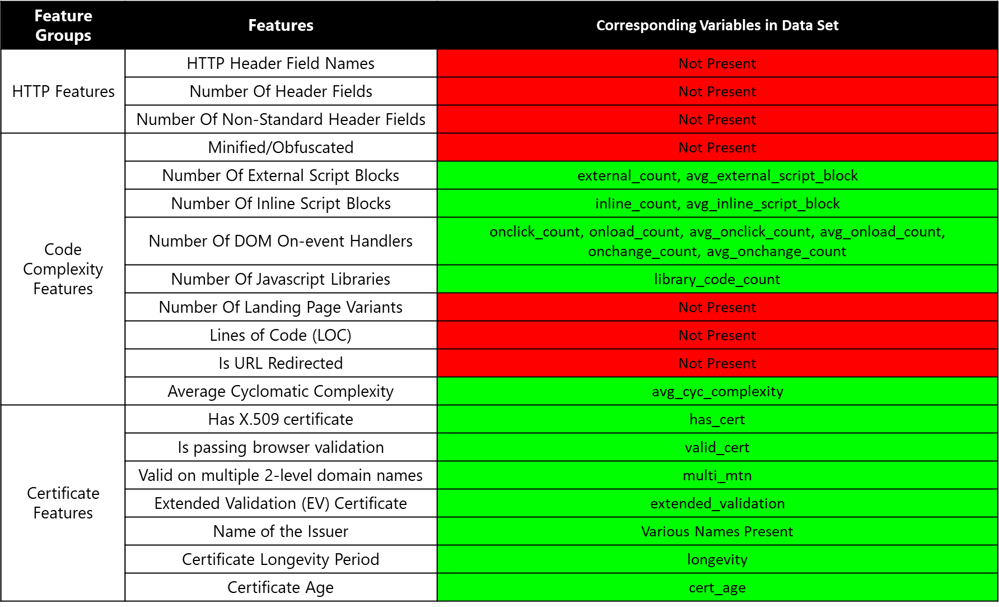 Feature
Groups
Features
Corresponding Variables in Data Set
HTTP Features
HTTP Header Field Names
Not Present
Number Of Header Fields
Not Present
Number Of Non-Standard Header Fields
Not Present
Code
Complexity
Features
Minified/Obfuscated
Not Present
Number Of External Script Blocks
external_count, avg_external_script_block
Number Of Inline Script Blocks
inline_count, avg_inline_script_block
Number Of DOM On-event Handlers
onclick_count, onload_count, avg_onclick_count, avg_onload_count,
onchange_count, avg_onchange_count
Number Of Javascript Libraries
library_code_count
Number Of Landing Page Variants
Not Present
Lines of Code (LOC)
Not Present
Is URL Redirected
Not Present
Average Cyclomatic Complexity
avg_cyc_complexity
Certificate
Features
Has X.509 certificate
has_cert
Is passing browser validation
valid_cert
Valid on multiple 2-level domain names
multi_mtn
Extended Validation (EV) Certificate
extended_validation
Name of the Issuer
Various Names Present
Certificate Longevity Period
longevity
Certificate Age
cert_age